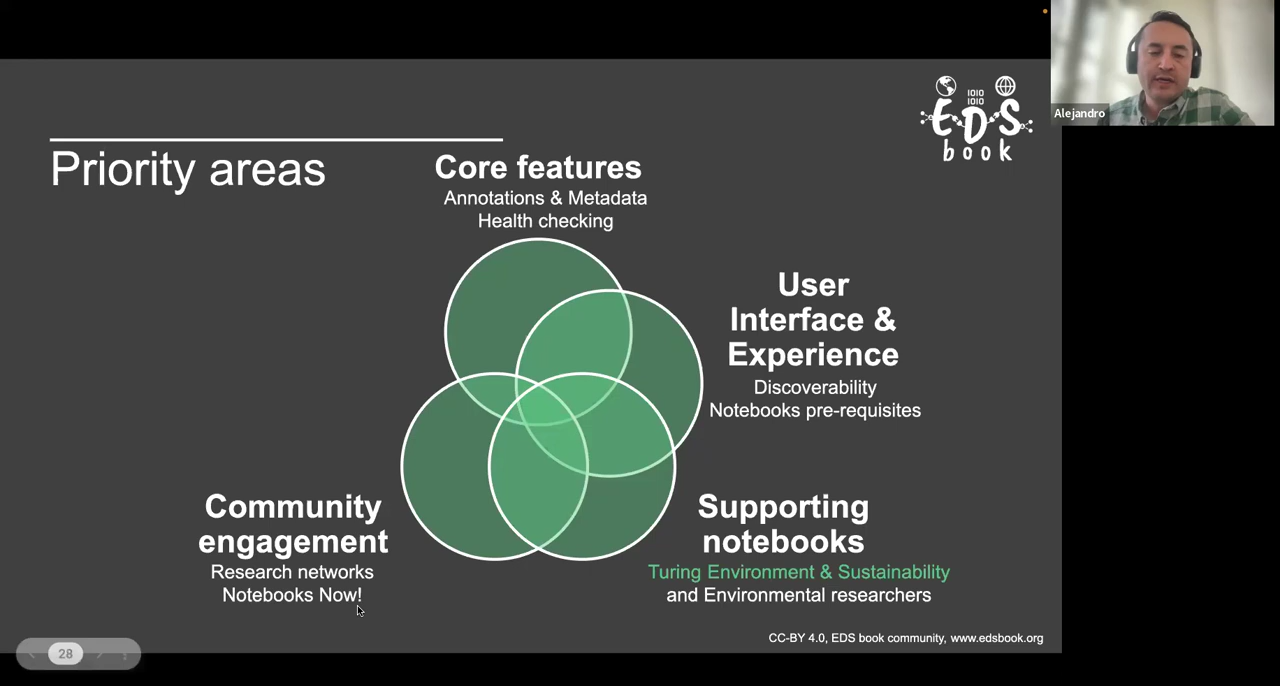 Alejandro
1010
1010
EDS
book
Priority areas
Core features
Annotations & Metadata
Health checking
User
Interface &
Experience
Discoverability
Notebooks pre-requisites
Community
engagement
Research networks
Notebooks Now!
Supporting
notebooks
Turing Environment & Sustainability
and Environmental researchers
CC-BY 4.0, EDS book community, www.edsbook.org
28